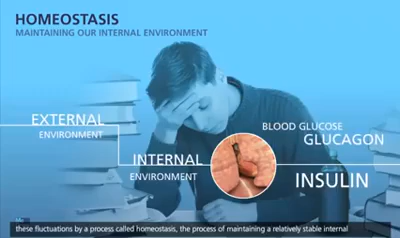 HOMEOSTASIS
MAINTAINING OUR INTERNAL ENVIRONMENT
EXTERNAL
ENVIRONMENT
BLOOD GLUCOSE
GLUCAGON
INTERNAL
ENVIRONMENT
INSULIN
these fluctuations by a process called homeostasis, the process of maintaining a relatively stable internal